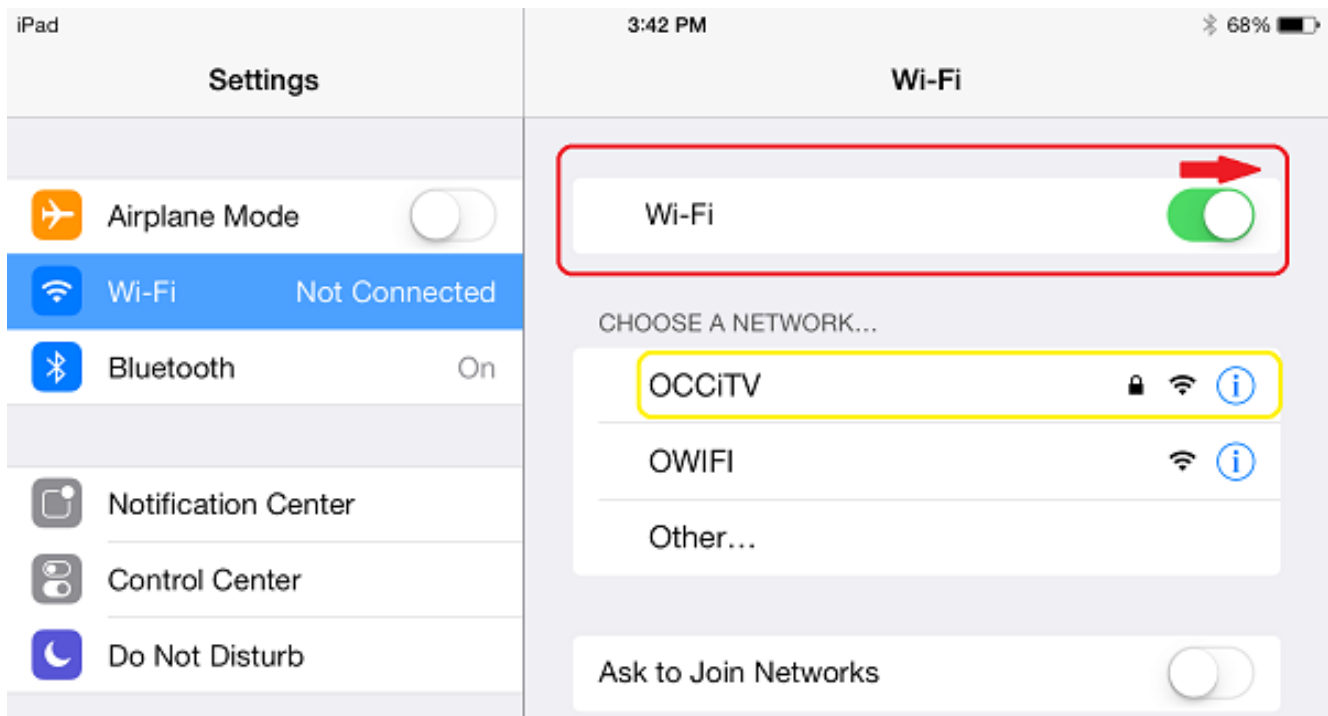 iPad
3:42 PM
68%
Settings
Wi-Fi
Airplane Mode
Wi-Fi Not Connected
Bluetooth On
Notification Center
Control Center
Do Not Disturb
Wi-Fi
CHOOSE A NETWORK...
OCCiTV
OWIFI
Other...
Ask to Join Networks